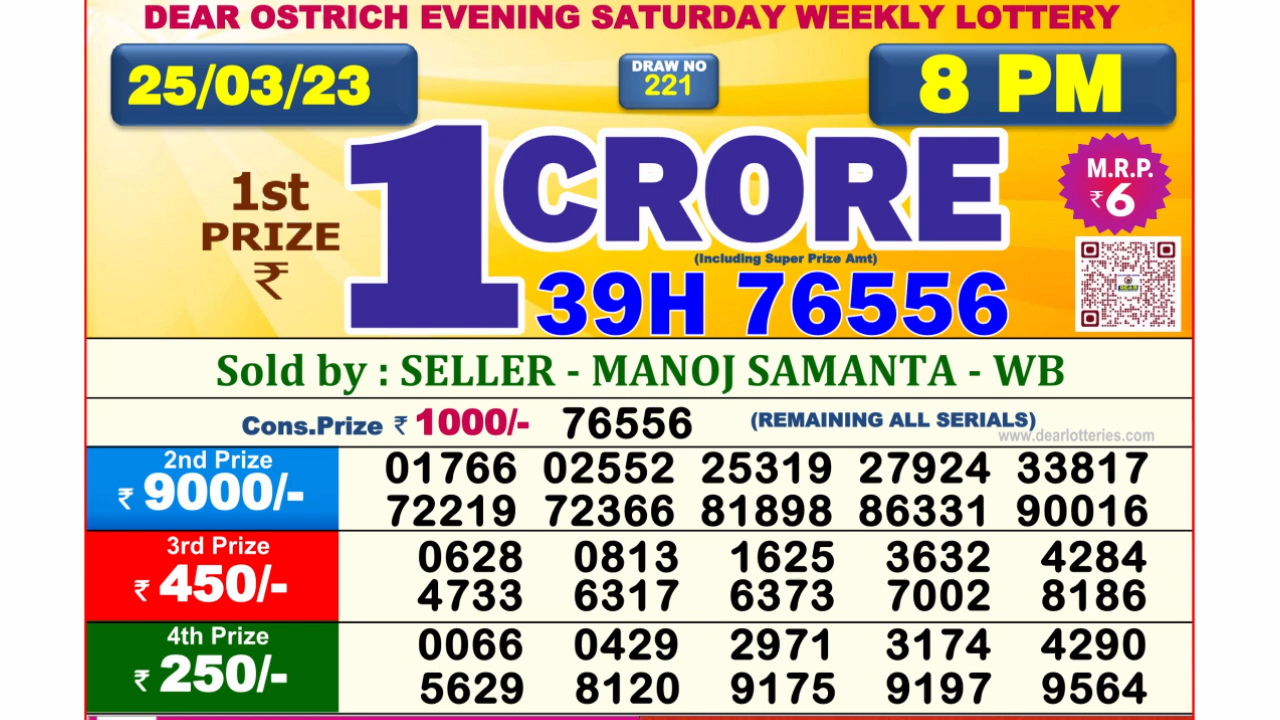 DEAR OSTRICH EVENING SATURDAY WEEKLY LOTTERY
25/03/23
DRAW NO
221
8 PM
1st
PRIZE
₹
1 CRORE
(Including Super Prize Amt)
39H 76556
M.R.P.
₹ 6
Sold by : SELLER - MANOJ SAMANTA - WB
Cons.Prize ₹ 1000/- 76556 (REMAINING ALL SERIALS)
www.dearlotteries.com
2nd Prize
₹ 9000/-
01766 02552 25319 27924 33817
72219 72366 81898 86331 90016
3rd Prize
₹ 450/-
0628 0813 1625 3632 4284
4733 6317 6373 7002 8186
4th Prize
₹ 250/-
0066 0429 2971 3174 4290
5629 8120 9175 9197 9564